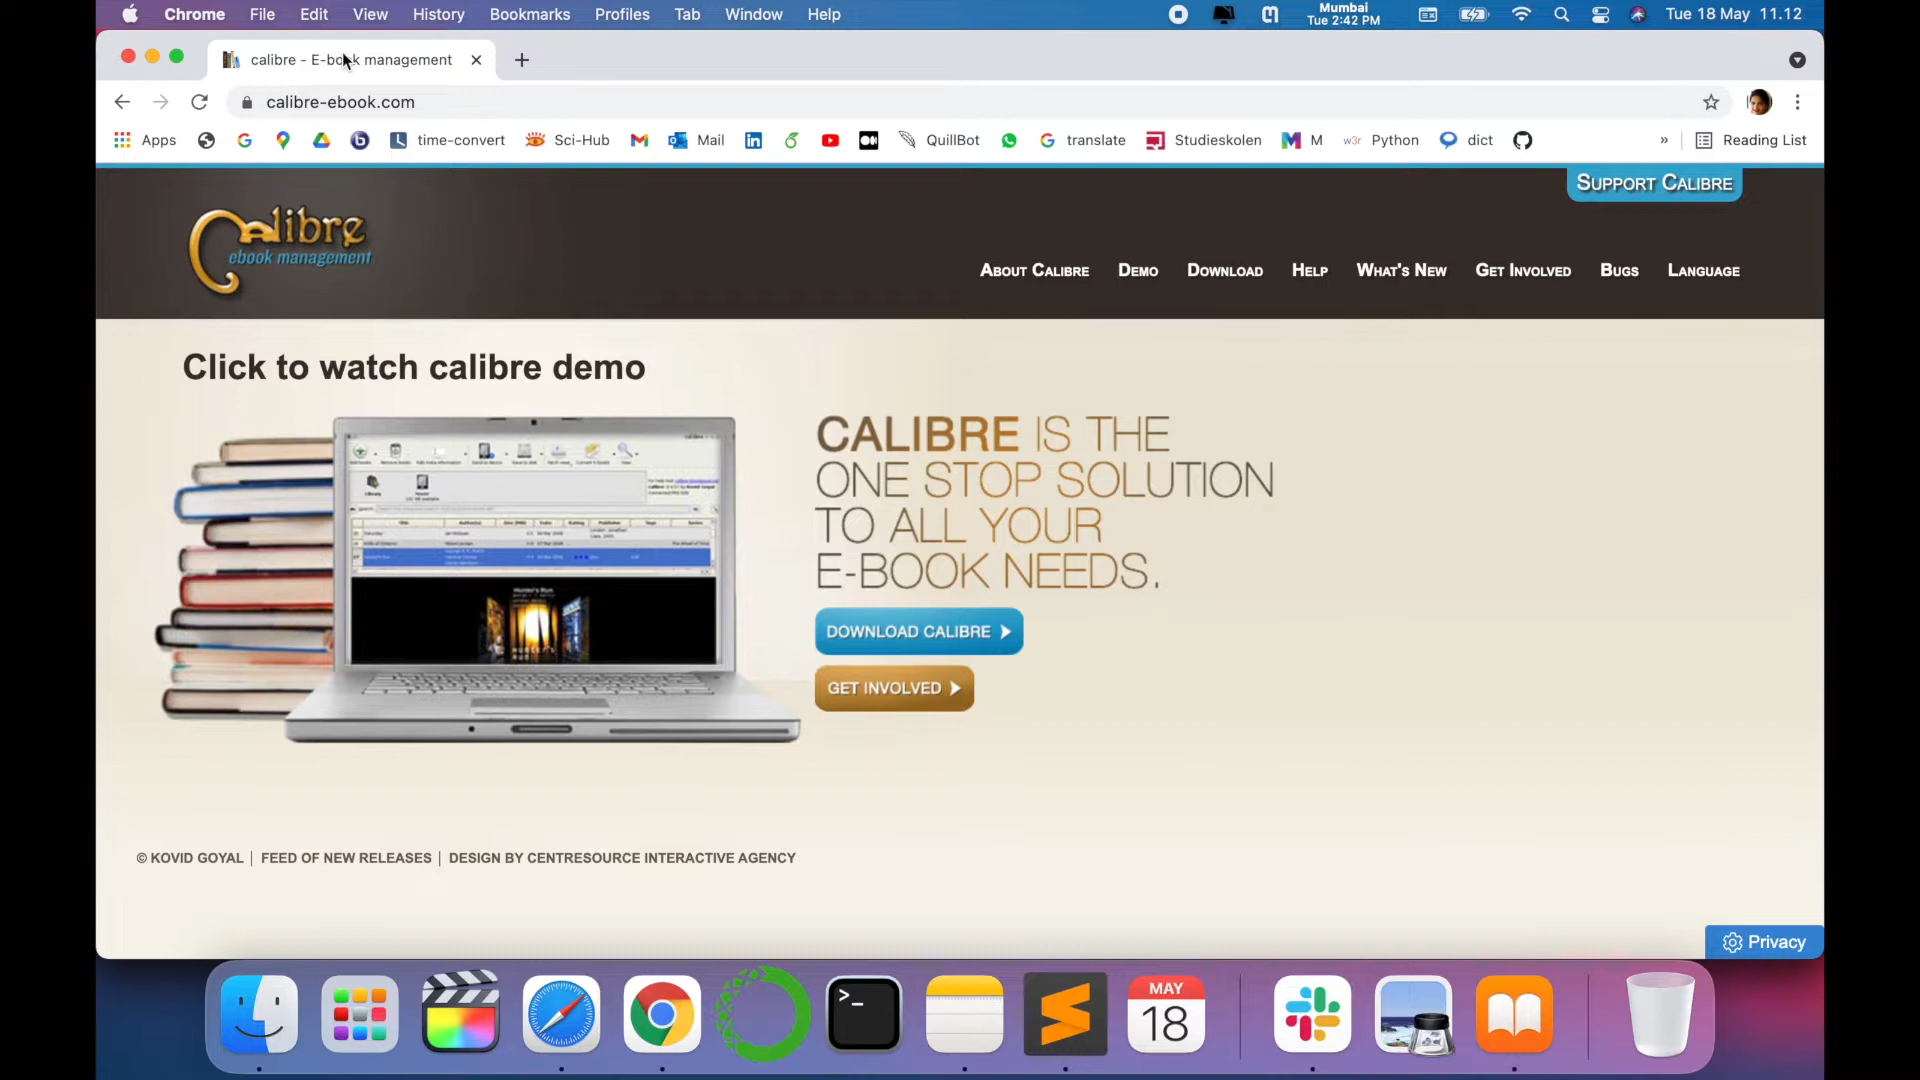 Chrome File Edit View History Bookmarks Profiles Tab Window Help
Mumbai
Tue 2:42 PM
Tue 18 May 11.12
calibre - E-book management
calibre-ebook.com
Apps time-convert Sci-Hub Mail QuillBot translate Studieskolen M w3r Python dict » Reading List
SUPPORT CALIBRE
Calibre
ebook management
ABOUT CALIBRE DEMO DOWNLOAD HELP WHAT'S NEW GET INVOLVED BUGS LANGUAGE
Click to watch calibre demo
CALIBRE IS THE
ONE STOP SOLUTION
TO ALL YOUR
E-BOOK NEEDS.
DOWNLOAD CALIBRE
GET INVOLVED
© KOVID GOYAL | FEED OF NEW RELEASES | DESIGN BY CENTRESOURCE INTERACTIVE AGENCY
Privacy
MAY
18